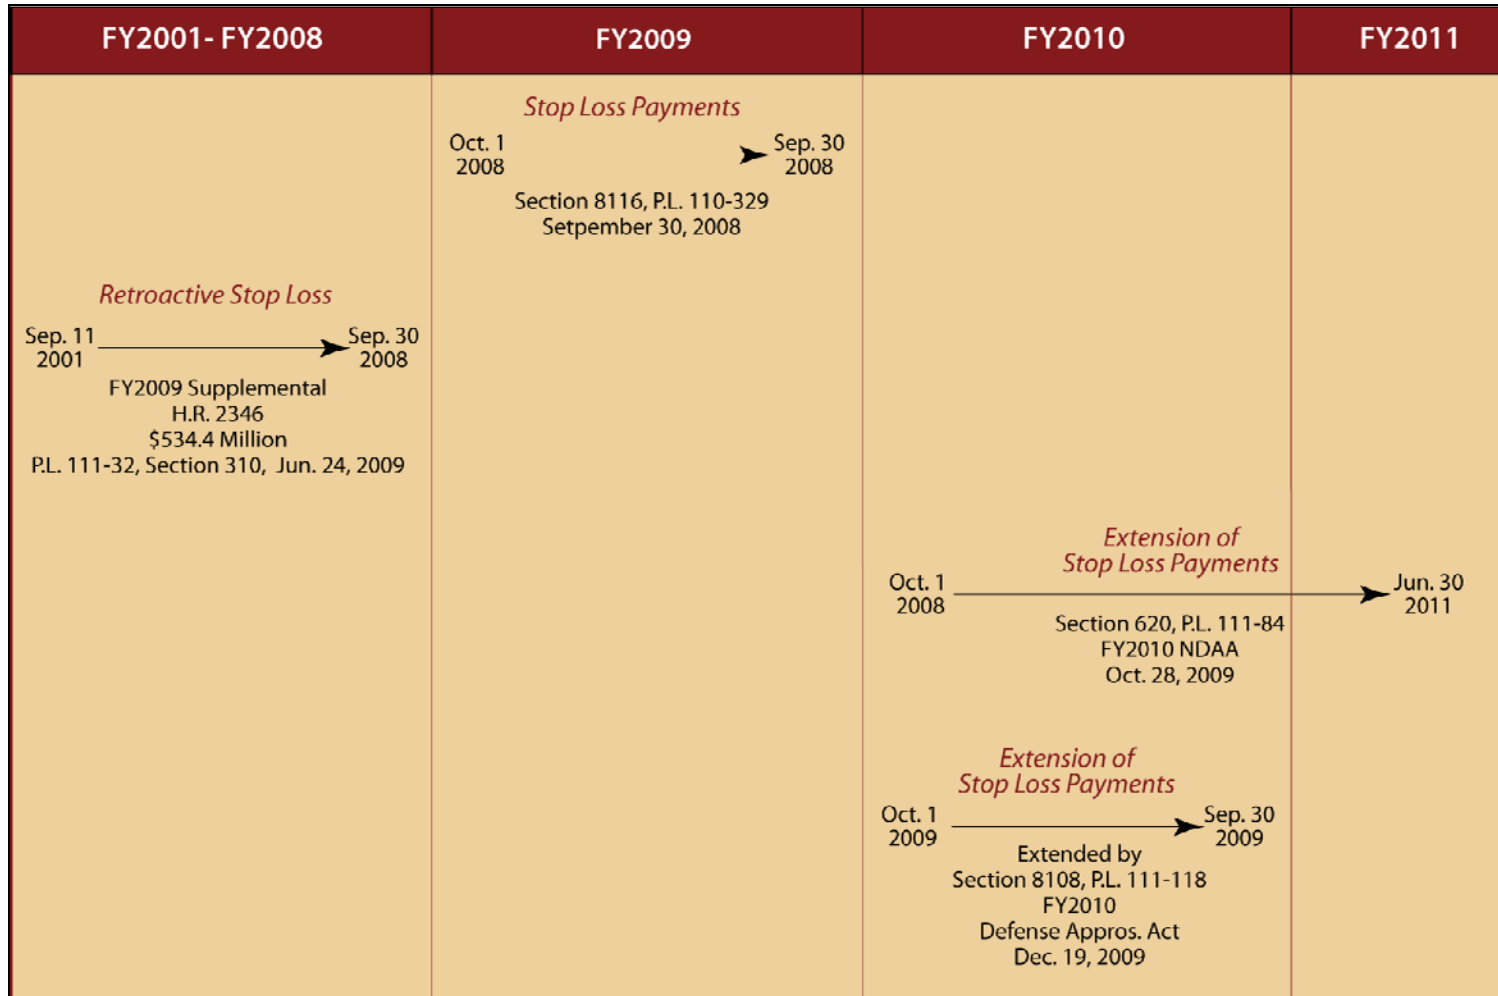 FY2001- FY2008
FY2009
FY2010
FY2011
Stop Loss Payments
Oct. 1
2008
Sep. 30
2008
Section 8116, P.L. 110-329
Setpember 30, 2008
Retroactive Stop Loss
Sep. 11
2001
Sep. 30
2008
FY2009 Supplemental
H.R. 2346
$534.4 Million
P.L. 111-32, Section 310, Jun. 24, 2009
Extension of
Stop Loss Payments
Oct. 1
2008
Jun. 30
2011
Section 620, P.L. 111-84
FY2010 NDAA
Oct. 28, 2009
Extension of
Stop Loss Payments
Oct. 1
2009
Sep. 30
2009
Extended by
Section 8108, P.L. 111-118
FY2010
Defense Appros. Act
Dec. 19, 2009